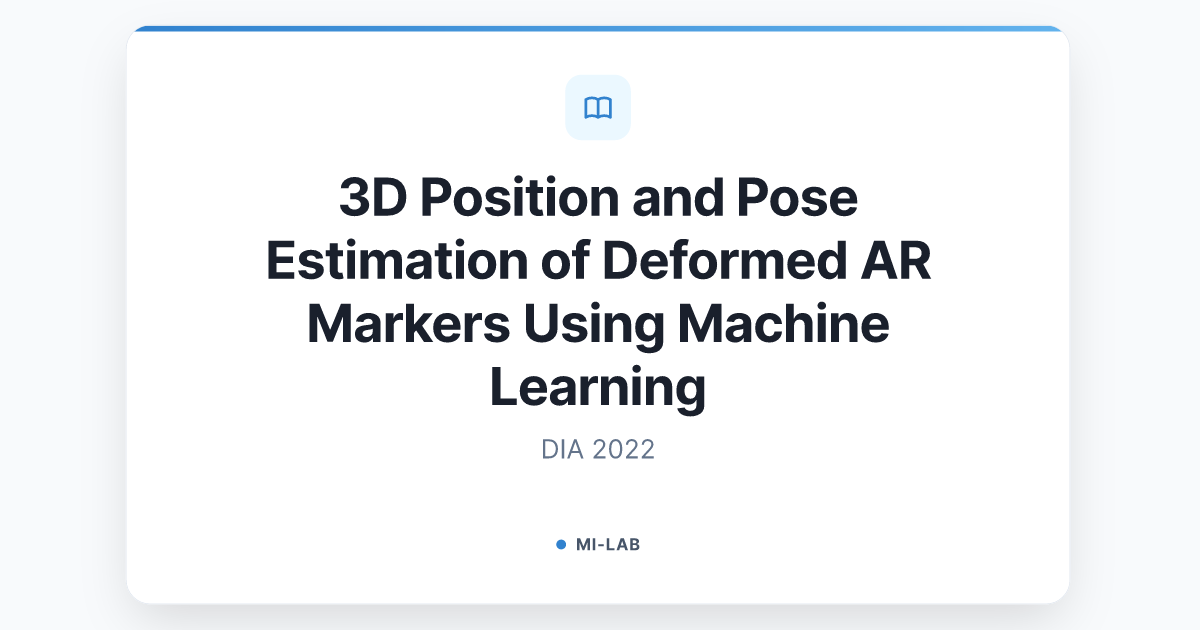 3D Position and Pose
Estimation of Deformed AR
Markers Using Machine
Learning
DIA 2022
MI-LAB